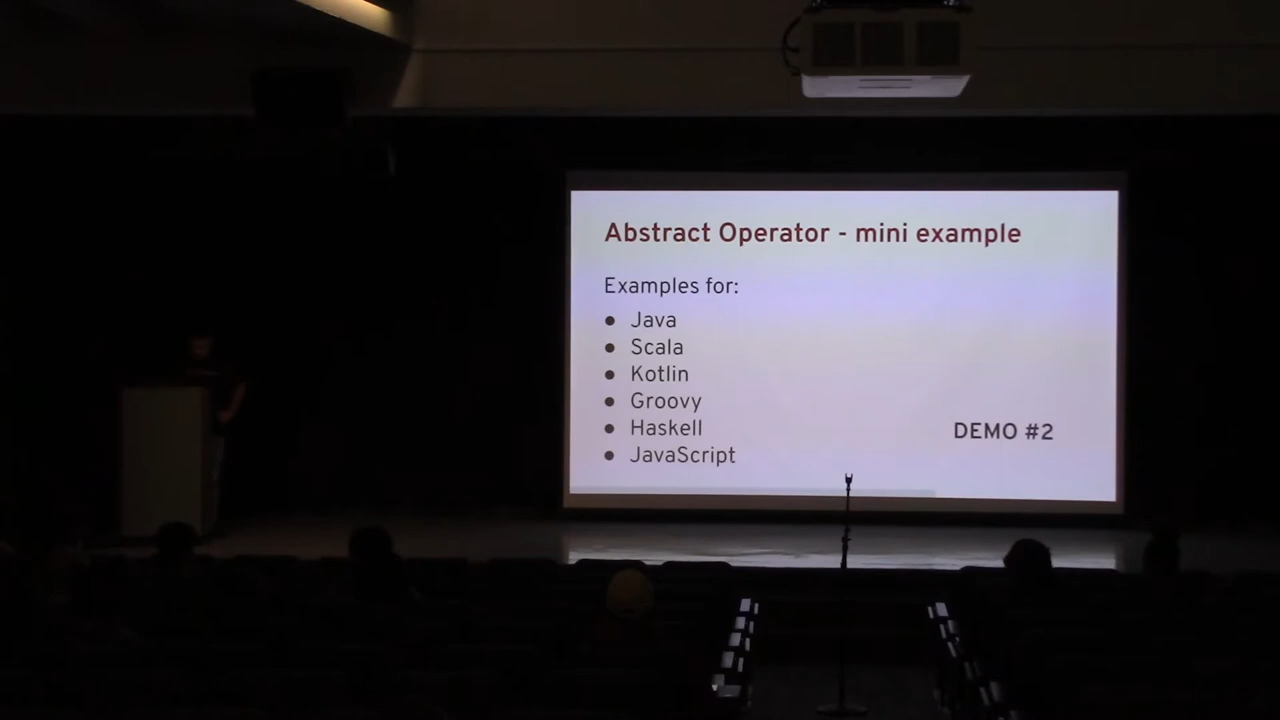 Abstract Operator - mini example
Examples for:
● Java
● Scala
● Kotlin
● Groovy
● Haskell
● JavaScript
DEMO #2